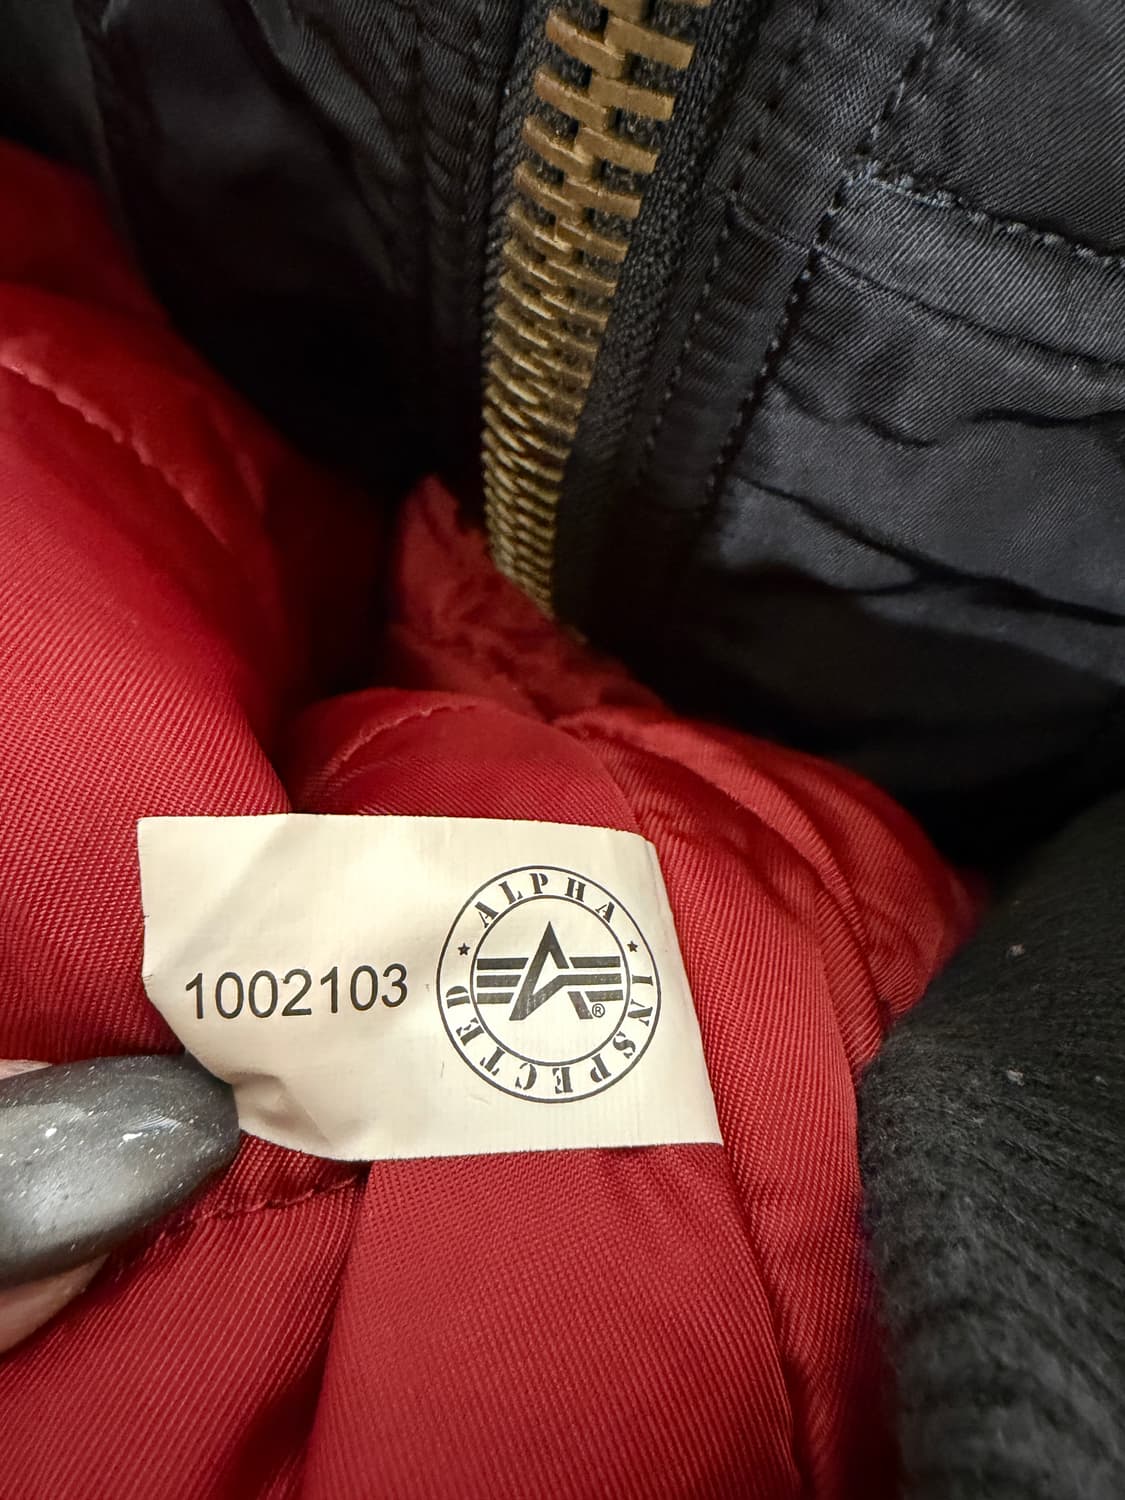 1002103
ALPHA ★ INSPECTED ★
®